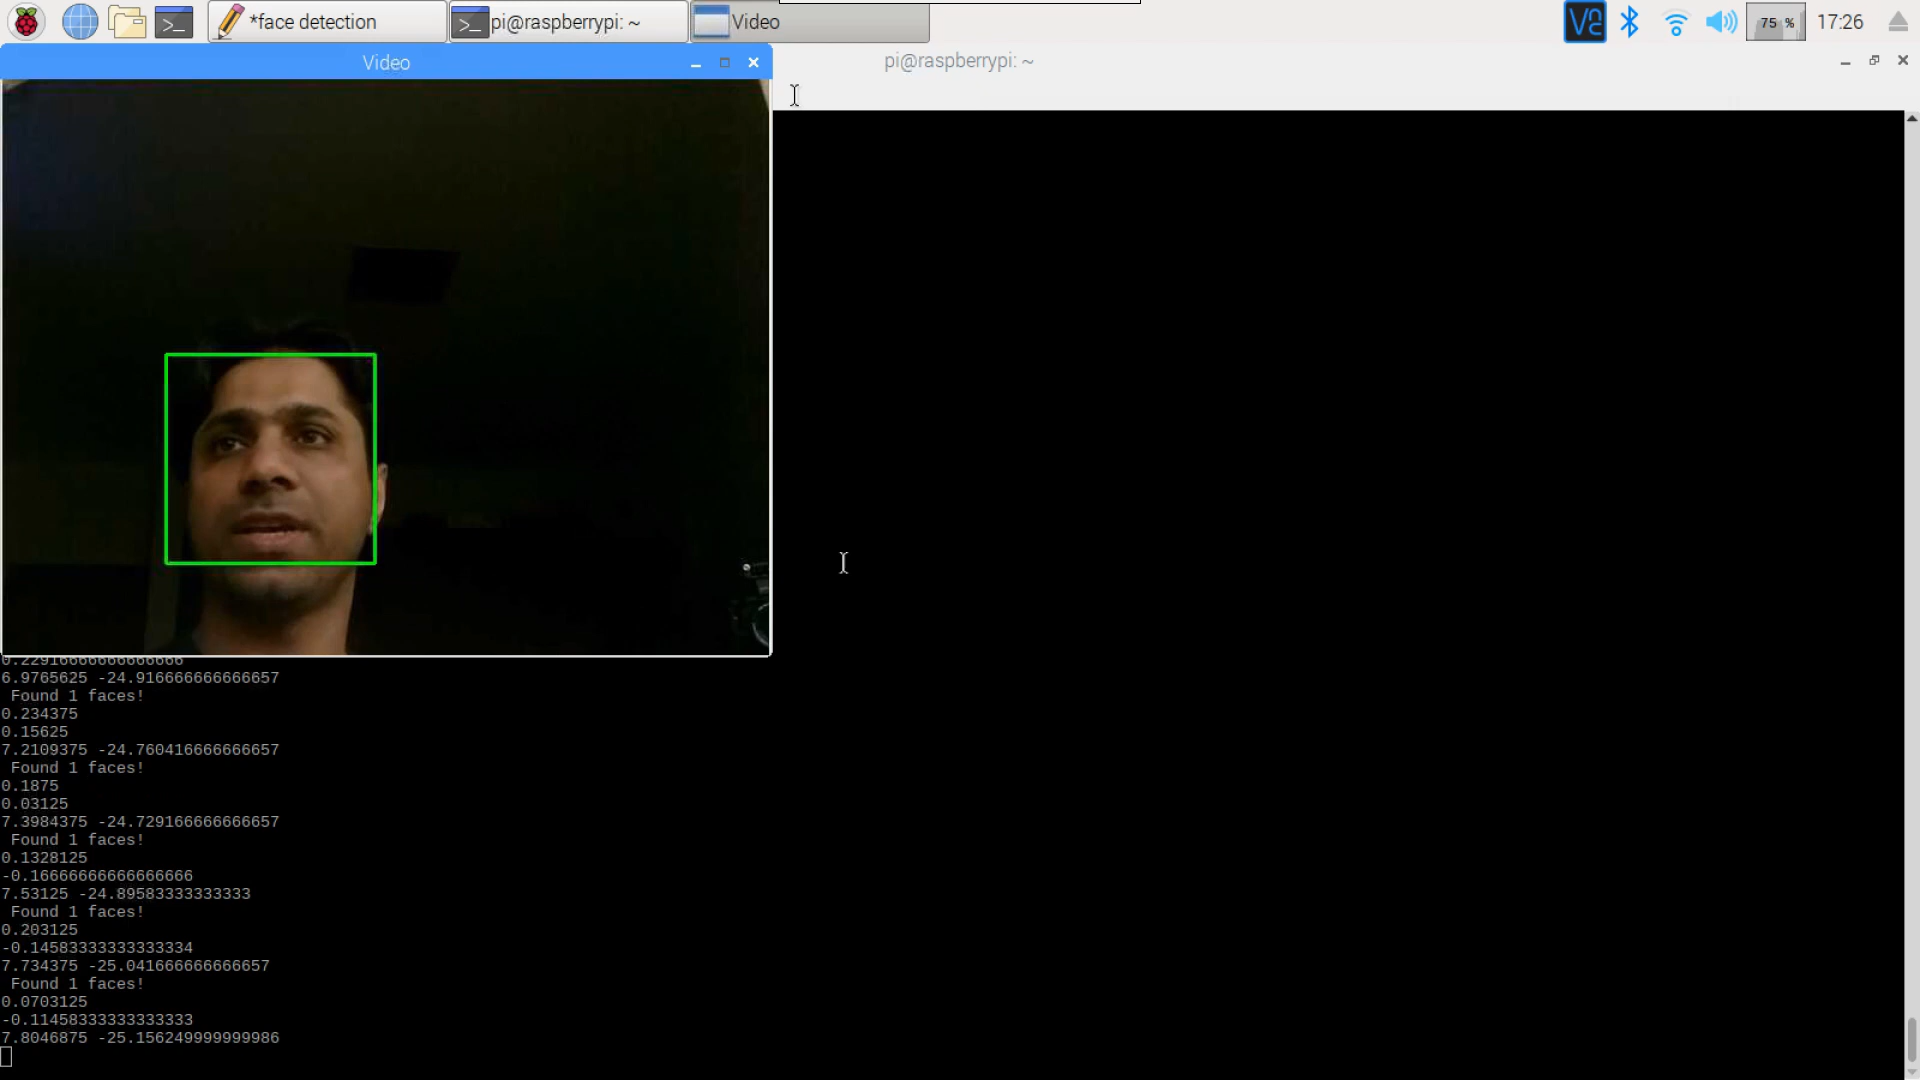 *face detection
pi@raspberrypi: ~
Video
75 %
17:26
Video
pi@raspberrypi: ~
0.229166666666666666
6.9765625 -24.916666666666657
Found 1 faces!
0.234375
0.15625
7.2109375 -24.760416666666657
Found 1 faces!
0.1875
0.03125
7.3984375 -24.729166666666657
Found 1 faces!
0.1328125
-0.16666666666666666
7.53125 -24.89583333333333
Found 1 faces!
0.203125
-0.14583333333333334
7.734375 -25.041666666666657
Found 1 faces!
0.0703125
-0.11458333333333333
7.8046875 -25.156249999999986